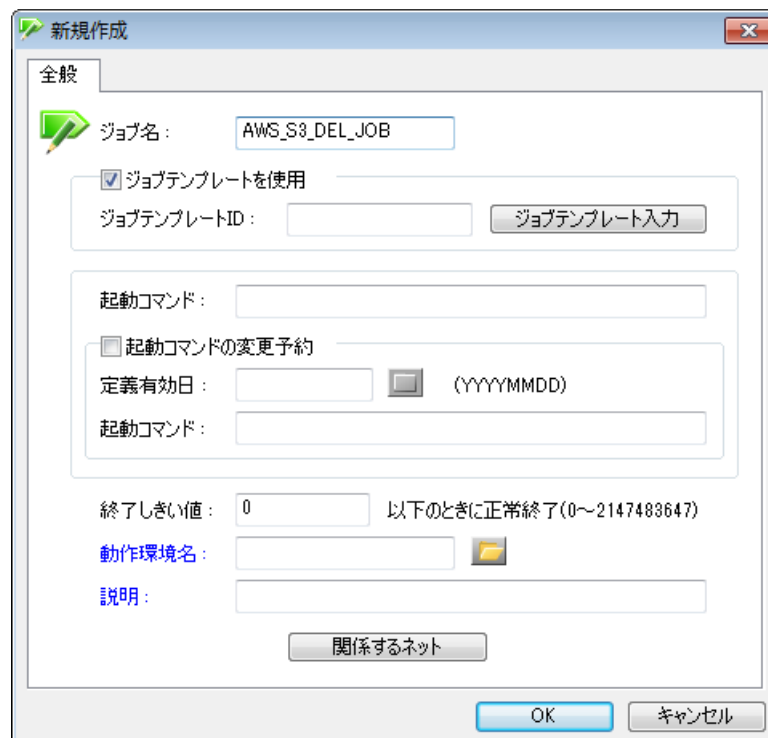 新規作成
全般
ジョブ名： AWS_S3_DEL_JOB
ジョブテンプレートを使用
ジョブテンプレートID： ジョブテンプレート入力
起動コマンド：
起動コマンドの変更予約
定義有効日： (YYYYMMDD)
起動コマンド：
終了しきい値： 0 以下のときに正常終了(0～2147483647)
動作環境名：
説明：
関係するネット
OK キャンセル